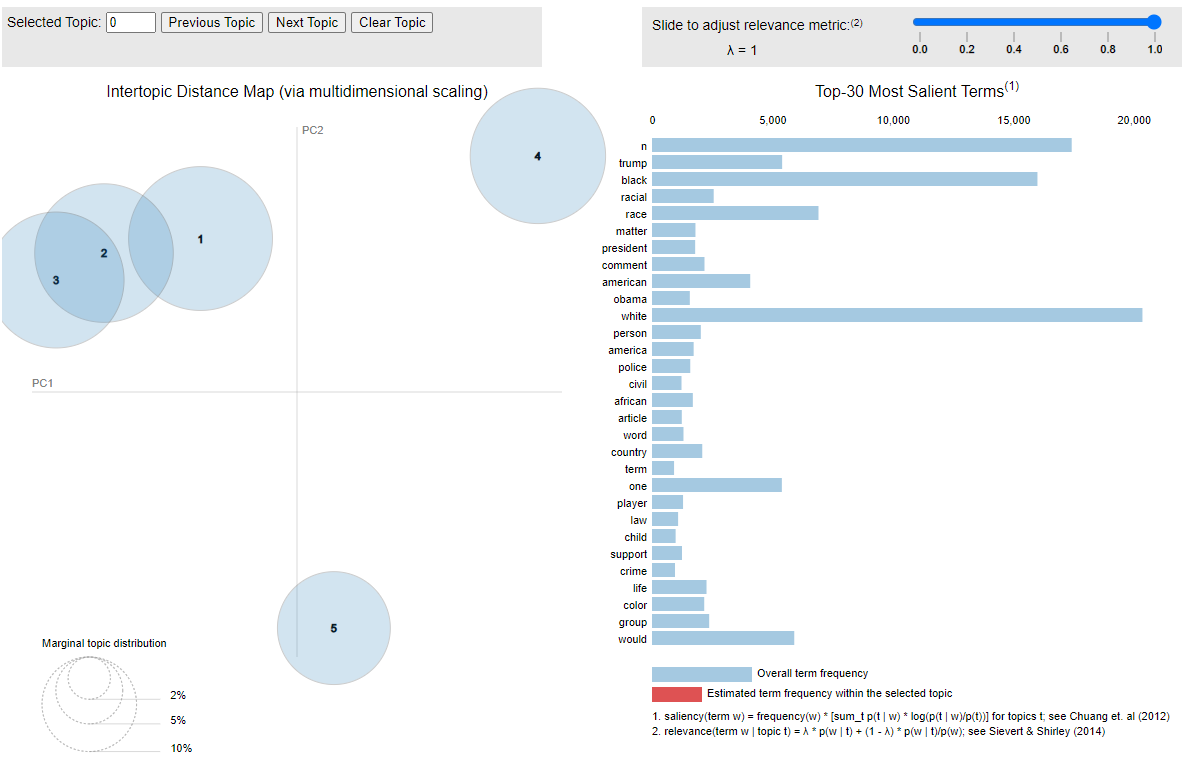 Selected Topic: 0 Previous Topic Next Topic Clear Topic
Slide to adjust relevance metric:(2)
λ = 1
0.0 0.2 0.4 0.6 0.8 1.0
Intertopic Distance Map (via multidimensional scaling)
PC2
PC1
1
2
3
4
5
Marginal topic distribution
2%
5%
10%
Top-30 Most Salient Terms(1)
0 5,000 10,000 15,000 20,000
n
trump
black
racial
race
matter
president
comment
american
obama
white
person
america
police
civil
african
article
word
country
term
one
player
law
child
support
crime
life
color
group
would
Overall term frequency
Estimated term frequency within the selected topic
1. saliency(term w) = frequency(w) * [sum_t p(t | w) * log(p(t | w)/p(t))] for topics t; see Chuang et. al (2012)
2. relevance(term w | topic t) = λ * p(w | t) + (1 - λ) * p(w | t)/p(w); see Sievert & Shirley (2014)